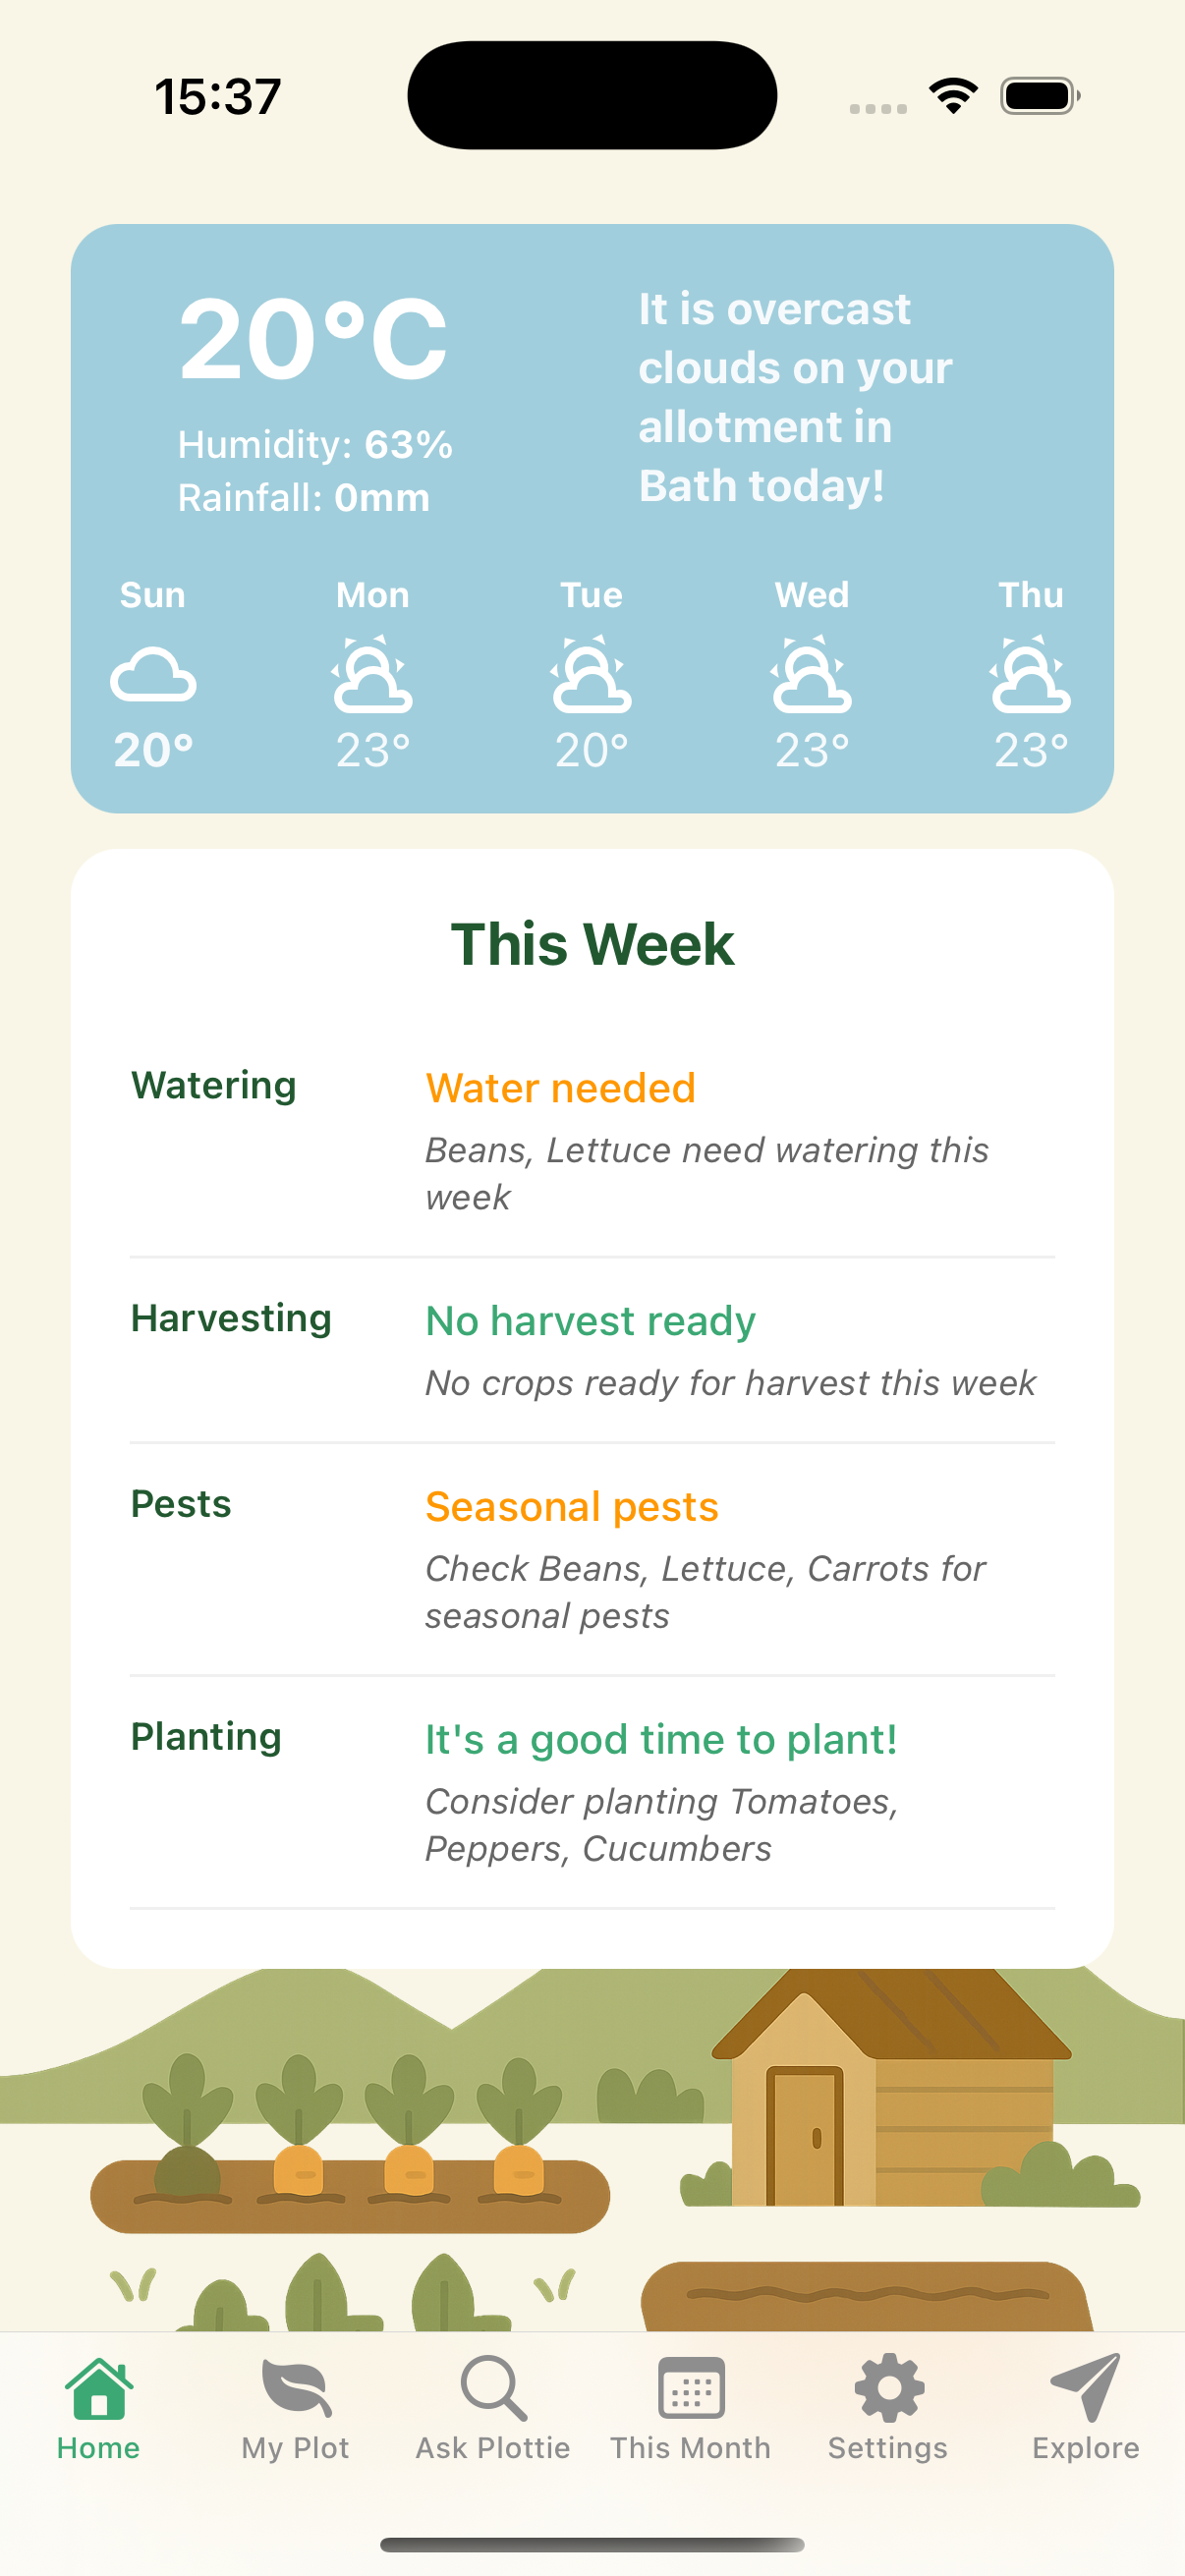 15:37
20°C
Humidity: 63%
Rainfall: 0mm
It is overcast
clouds on your
allotment in
Bath today!
Sun Mon Tue Wed Thu
20° 23° 20° 23° 23°
This Week
Watering
Water needed
Beans, Lettuce need watering this
week
Harvesting
No harvest ready
No crops ready for harvest this week
Pests
Seasonal pests
Check Beans, Lettuce, Carrots for
seasonal pests
Planting
It's a good time to plant!
Consider planting Tomatoes,
Peppers, Cucumbers
Home My Plot Ask Plottie This Month Settings Explore